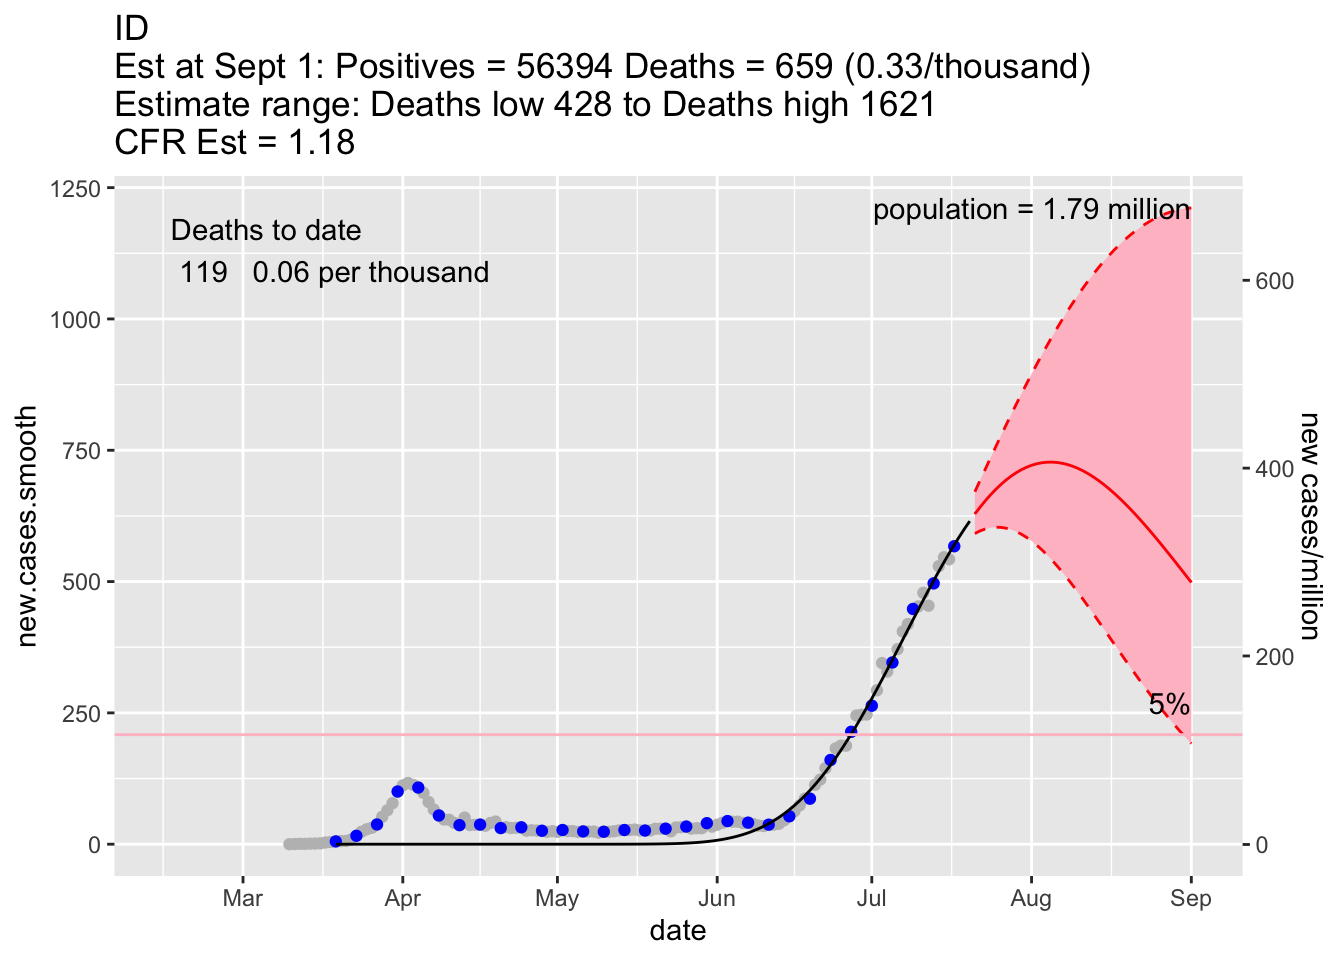 ID
Est at Sept 1: Positives = 56394 Deaths = 659 (0.33/thousand)
Estimate range: Deaths low 428 to Deaths high 1621
CFR Est = 1.18
Deaths to date
119 0.06 per thousand
population = 1.79 million
5%
new.cases.smooth
1250
1000
750
500
250
0
600
400
200
0
new cases/million
Mar Apr May Jun Jul Aug Sep
date